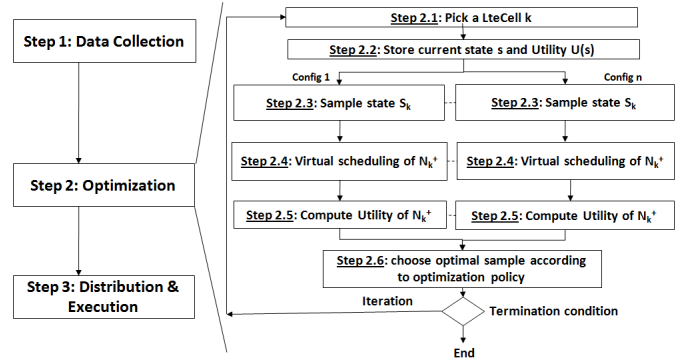 Step 1: Data Collection
Step 2: Optimization
Step 3: Distribution &
Execution
Step 2.1: Pick a LteCell k
Step 2.2: Store current state s and Utility U(s)
Config 1
Config n
Step 2.3: Sample state Sk
Step 2.3: Sample state Sk
Step 2.4: Virtual scheduling of Nk+
Step 2.4: Virtual scheduling of Nk+
Step 2.5: Compute Utility of Nk+
Step 2.5: Compute Utility of Nk+
Step 2.6: choose optimal sample according
to optimization policy
Iteration
Termination condition
End